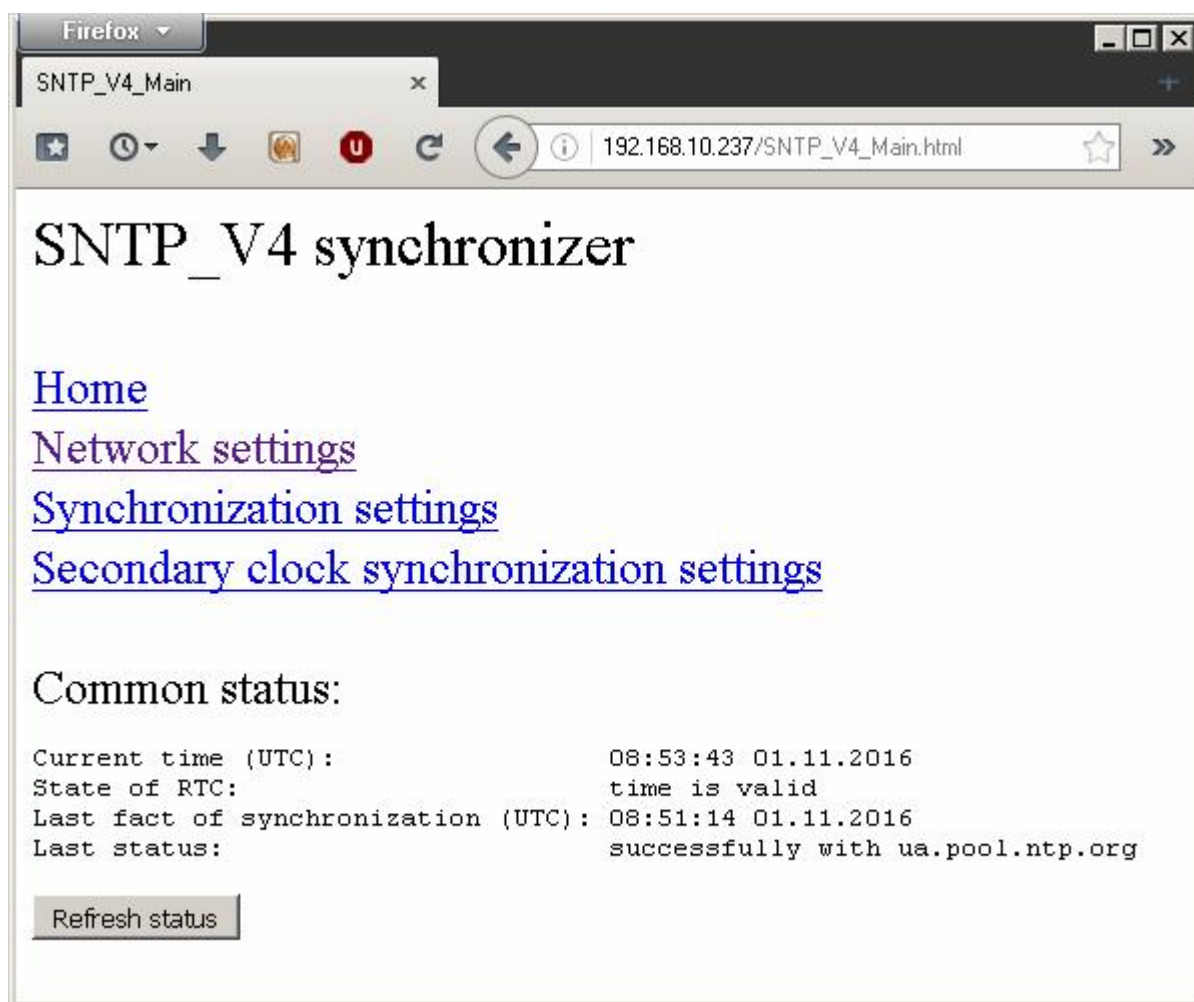 Firefox
SNTP_V4_Main
192.168.10.237/SNTP_V4_Main.html
SNTP_V4 synchronizer
Home
Network settings
Synchronization settings
Secondary clock synchronization settings
Common status:
Current time (UTC): 08:53:43 01.11.2016
State of RTC: time is valid
Last fact of synchronization (UTC): 08:51:14 01.11.2016
Last status: successfully with ua.pool.ntp.org
Refresh status